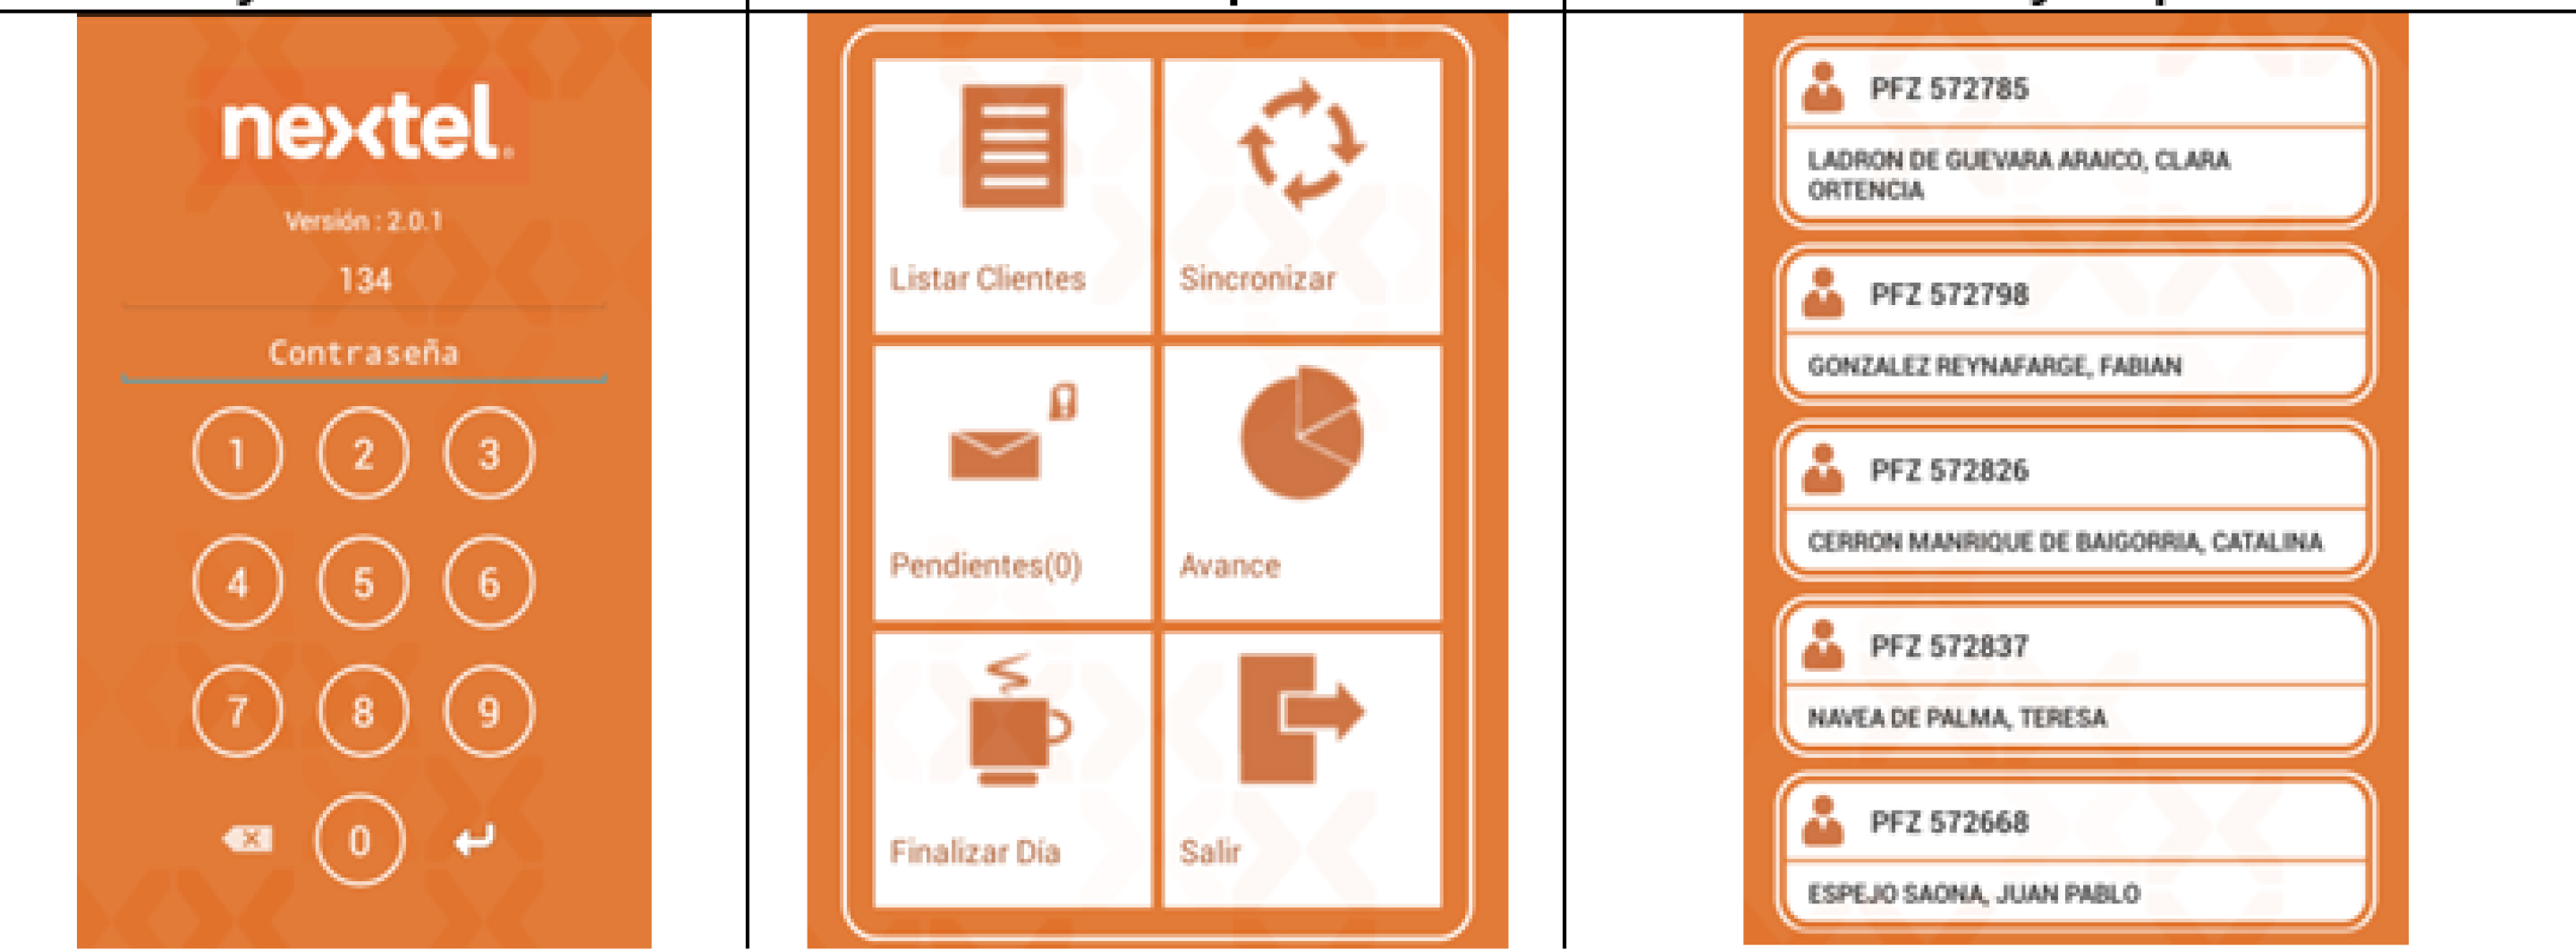 nextel
Versión : 2.0.1
134
Contraseña
1 2 3
4 5 6
7 8 9
0
Listar Clientes
Sincronizar
Pendientes(0)
Avance
Finalizar Día
Salir
PFZ 572785
LADRON DE GUEVARA ARAICO, CLARA
ORTENCIA
PFZ 572798
GONZALEZ REYNAFARGE, FABIAN
PFZ 572826
CERRON MANRIQUE DE BAIGORRIA, CATALINA
PFZ 572837
NAVEA DE PALMA, TERESA
PFZ 572668
ESPEJO SAONA, JUAN PABLO